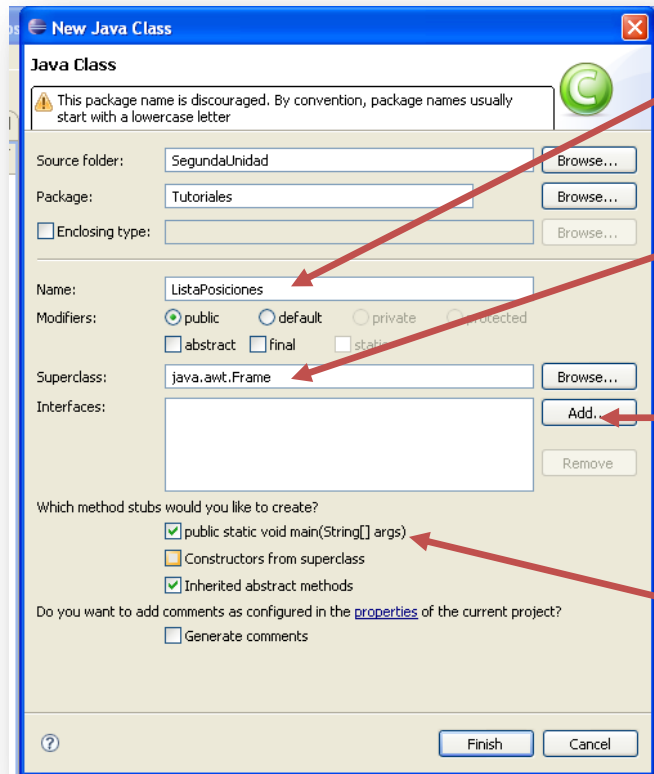 New Java Class
Java Class
This package name is discouraged. By convention, package names usually
start with a lowercase letter
Source folder: SegundaUnidad Browse...
Package: Tutoriales Browse...
Enclosing type: Browse...
Name: ListaPosiciones
Modifiers: public default private protected
abstract final
Superclass: java.awt.Frame Browse...
Interfaces: Add...
Remove
Which method stubs would you like to create?
public static void main(String[] args)
Constructors from superclass
Inherited abstract methods
Do you want to add comments as configured in the properties of the current project?
Generate comments
Finish Cancel